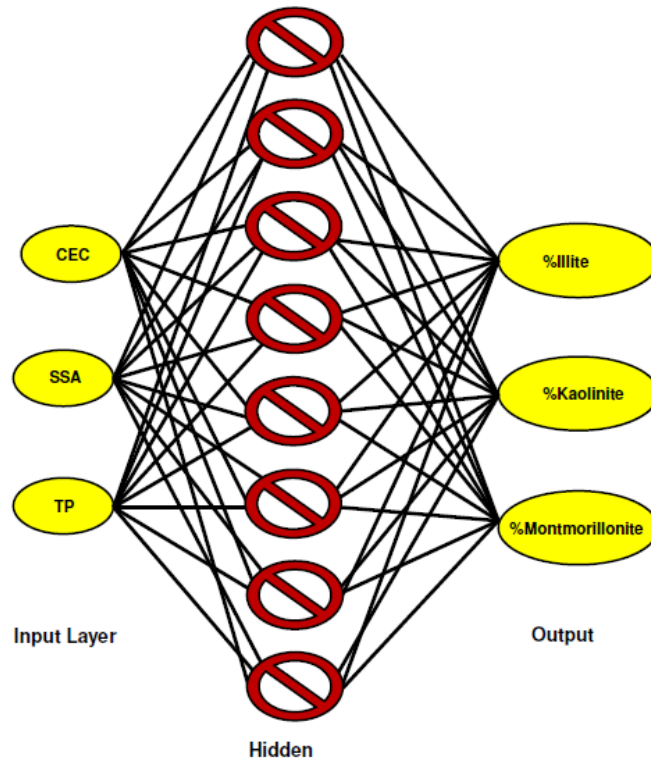 CEC
SSA
TP
Input Layer
Hidden
%Illite
%Kaolinite
%Montmorillonite
Output